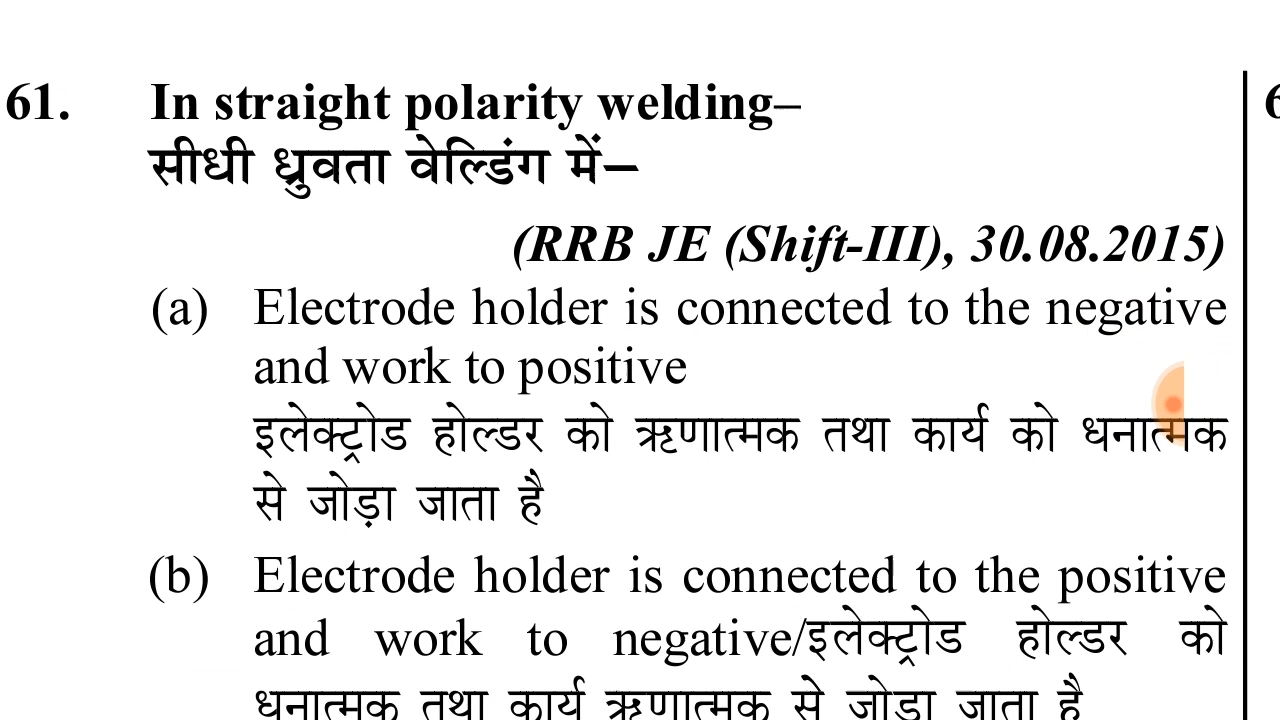 61. In straight polarity welding–
सीधी ध्रुवता वेल्डिंग में–
(RRB JE (Shift-III), 30.08.2015)
(a) Electrode holder is connected to the negative
and work to positive
इलेक्ट्रोड होल्डर को ऋणात्मक तथा कार्य को धनात्मक
से जोड़ा जाता है
(b) Electrode holder is connected to the positive
and work to negative/इलेक्ट्रोड होल्डर को
धनात्मक तथा कार्य ऋणात्मक से जोड़ा जाता है